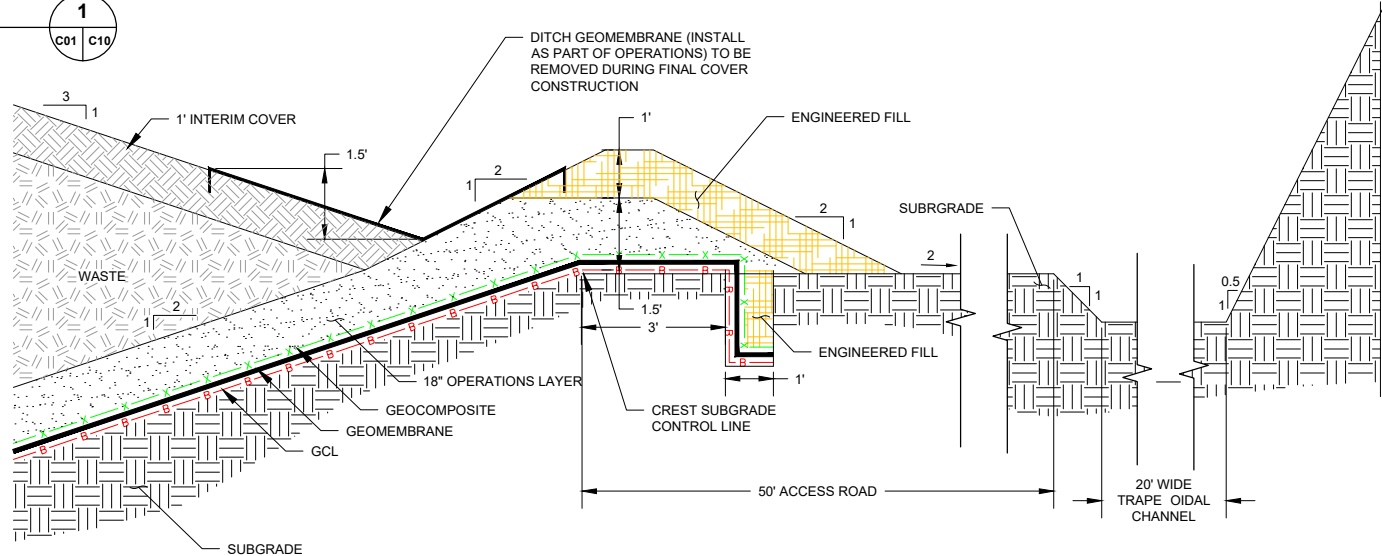 1
C01 C10
DITCH GEOMEMBRANE (INSTALL
AS PART OF OPERATIONS) TO BE
REMOVED DURING FINAL COVER
CONSTRUCTION
3
1
1' INTERIM COVER
1.5'
1'
ENGINEERED FILL
2
1
2
1
SUBRGRADE
2
1
1
0.5
1
WASTE
2
1
1.5'
3'
ENGINEERED FILL
1'
18" OPERATIONS LAYER
GEOCOMPOSITE
GEOMEMBRANE
GCL
CREST SUBGRADE
CONTROL LINE
50' ACCESS ROAD
20' WIDE
TRAPE OIDAL
CHANNEL
SUBGRADE
X X X X X X X X X X X X X X
B B B B B B B B B B B B B B B B B B B B